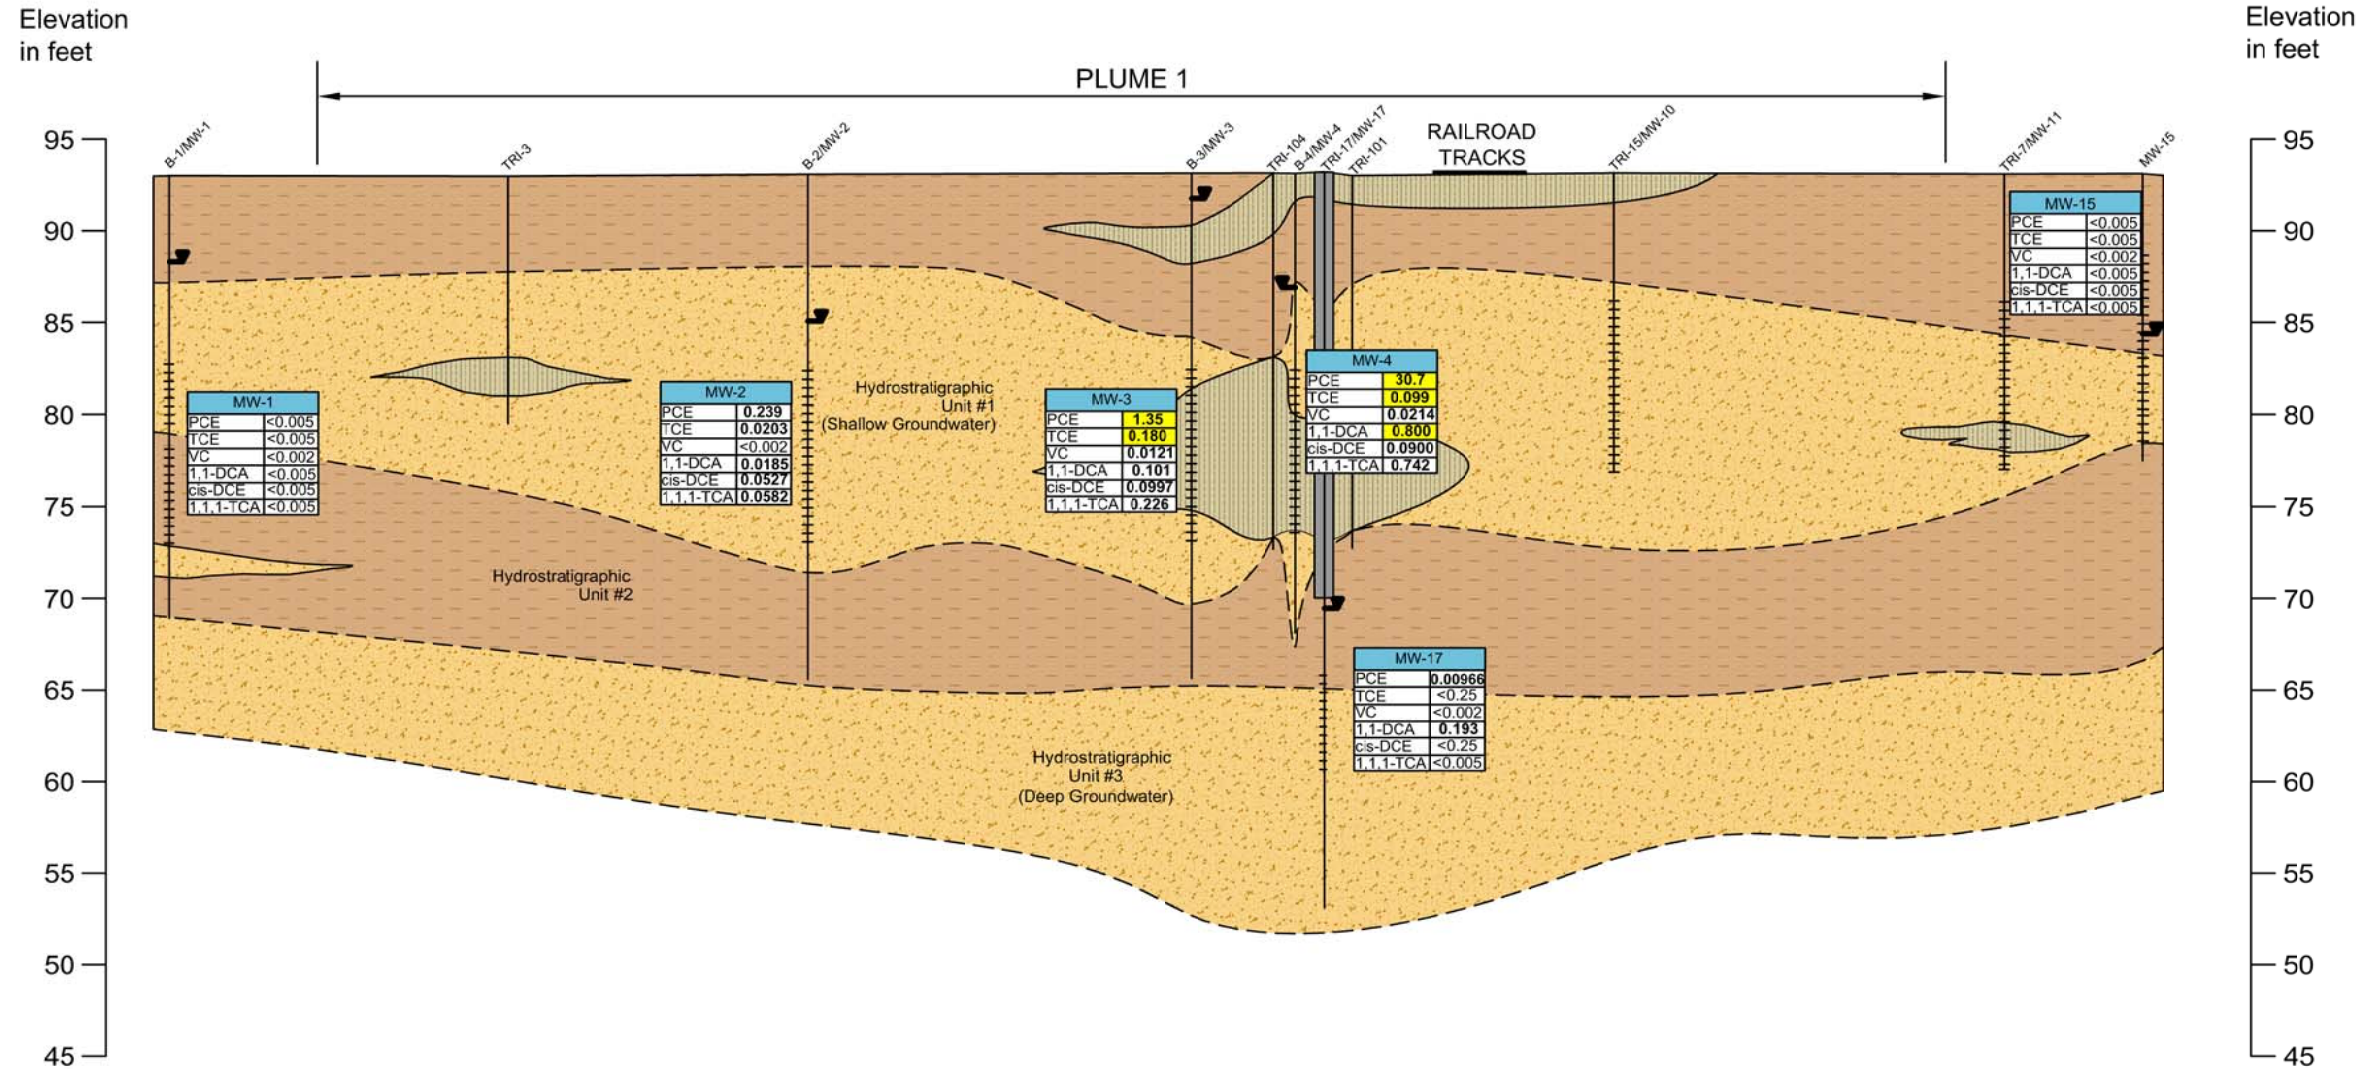 Elevation
in feet
Elevation
in feet
PLUME 1
B-1/MW-1
TRI-3
B-2/MW-2
B-3/MW-3
TRI-104
B-4/MW-4
TRI-17/MW-17
TRI-101
RAILROAD
TRACKS
TRI-15/MW-10
TRI-7/MW-11
MW-15
95
90
85
80
75
70
65
60
55
50
45
95
90
85
80
75
70
65
60
55
50
45
MW-15
PCE <0.005
TCE <0.005
VC <0.002
1,1-DCA <0.005
cis-DCE <0.005
1,1,1-TCA <0.005
MW-1
PCE <0.005
TCE <0.005
VC <0.002
1,1-DCA <0.005
cis-DCE <0.005
1,1,1-TCA <0.005
MW-2
PCE 0.239
TCE 0.0203
VC <0.002
1,1-DCA 0.0185
cis-DCE 0.0527
1,1,1-TCA 0.0582
Hydrostratigraphic
Unit #1
(Shallow Groundwater)
MW-3
PCE 1.35
TCE 0.180
VC 0.0121
1,1-DCA 0.101
cis-DCE 0.0997
1,1,1-TCA 0.226
MW-4
PCE 30.7
TCE 0.099
VC 0.0214
1,1-DCA 0.800
cis-DCE 0.0900
1,1,1-TCA 0.742
Hydrostratigraphic
Unit #2
MW-17
PCE 0.00966
TCE <0.25
VC <0.002
1,1-DCA 0.193
cis-DCE <0.25
1,1,1-TCA <0.005
Hydrostratigraphic
Unit #3
(Deep Groundwater)